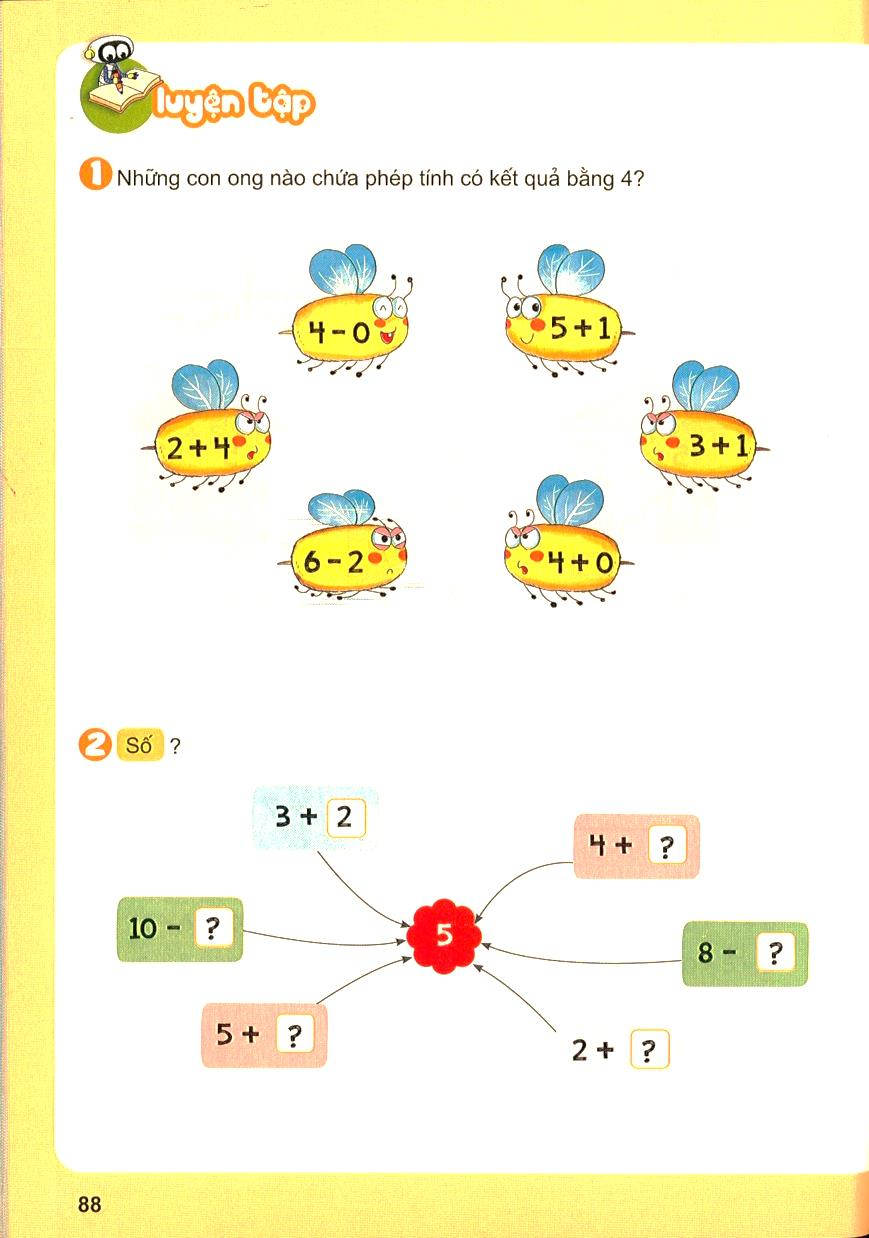 luyện tập
1 Những con ong nào chứa phép tính có kết quả bằng 4?
4 – 0
5 + 1
2 + 4
3 + 1
6 – 2
4 + 0
2 Số ?
3 + 2
4 + ?
10 – ?
5
8 – ?
5 + ?
2 + ?
88